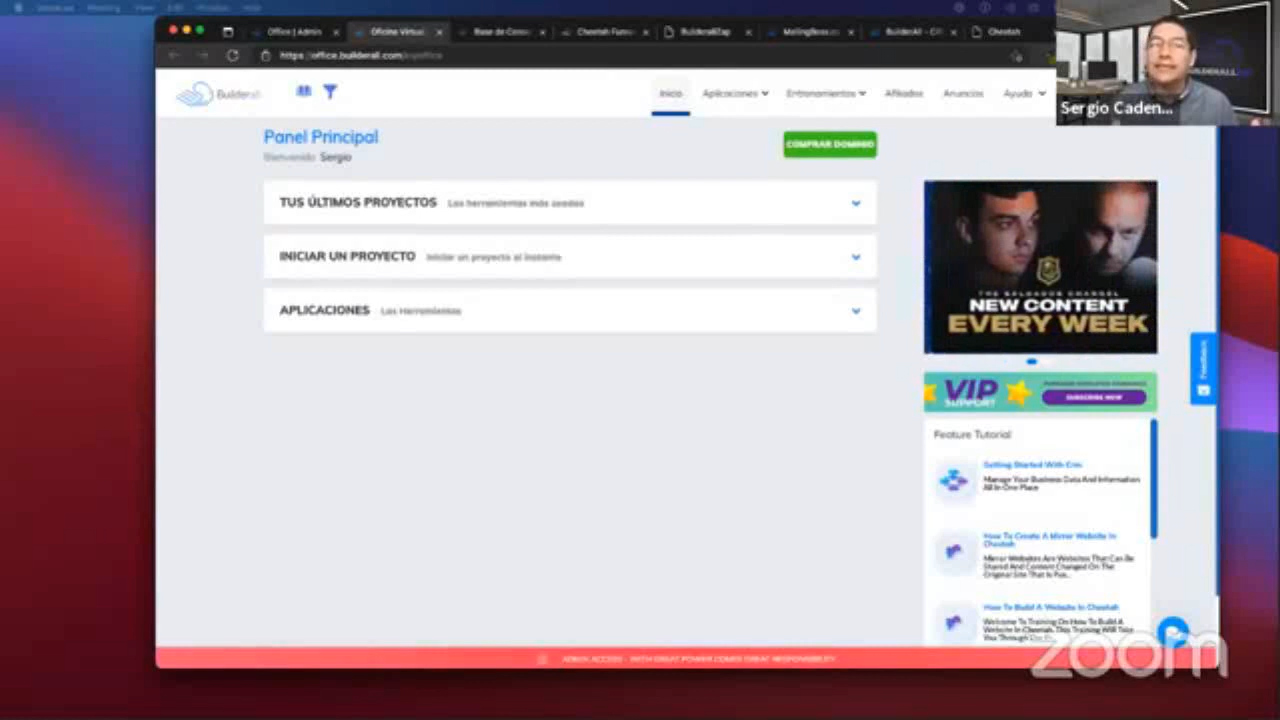 Office | Admin
Oficina Virtual
Base de Cono
Cheetah Funne
BuilderallZap
MailingBoss
Cheetah
https://office.builderall.com
Builderall
Inicio
Aplicaciones
Entrenamientos
Afiliados
Anuncios
Ayuda
Sergio Caden...
Panel Principal
Bienvenido Sergio
COMPRAR DOMINIO
TUS ÚLTIMOS PROYECTOS Las herramientas más usadas
INICIAR UN PROYECTO Iniciar un proyecto al instante
APLICACIONES Las Herramientas
NEW CONTENT
EVERY WEEK
Feedback
VIP
SUPPORT
SUBSCRIBE NOW
Feature Tutorial
Getting Started With Crm
Manage Your Business Data And Information
All In One Place
How To Create A Mirror Website In
Cheetah
Mirror Websites Are Websites That Can Be
Shared And Content Changed On The
Original Site That Is Pas...
How To Build A Website In Cheetah
Welcome To Training On How To Build A
Website In Cheetah. This Training Will Take
You Through
ADMIN ACCESS - WITH GREAT POWER COMES GREAT RESPONSIBILITY
zoom